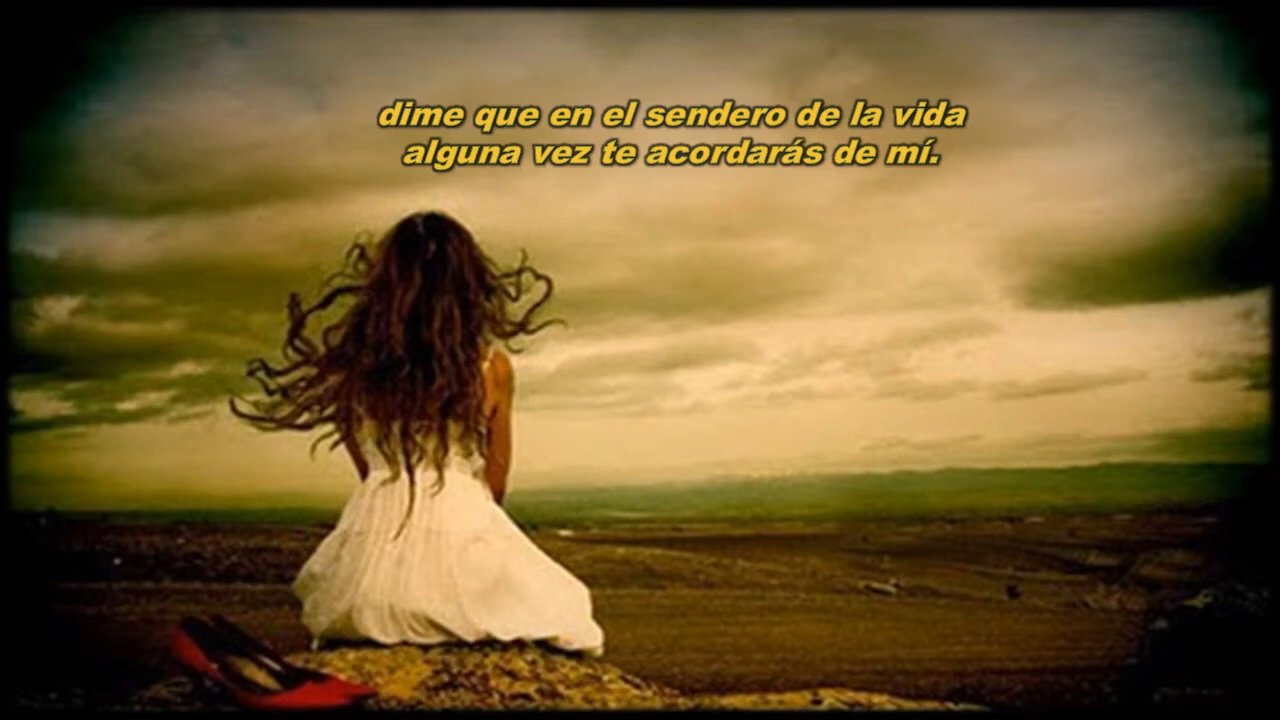 dime que en el sendero de la vida
alguna vez te acordarás de mí.